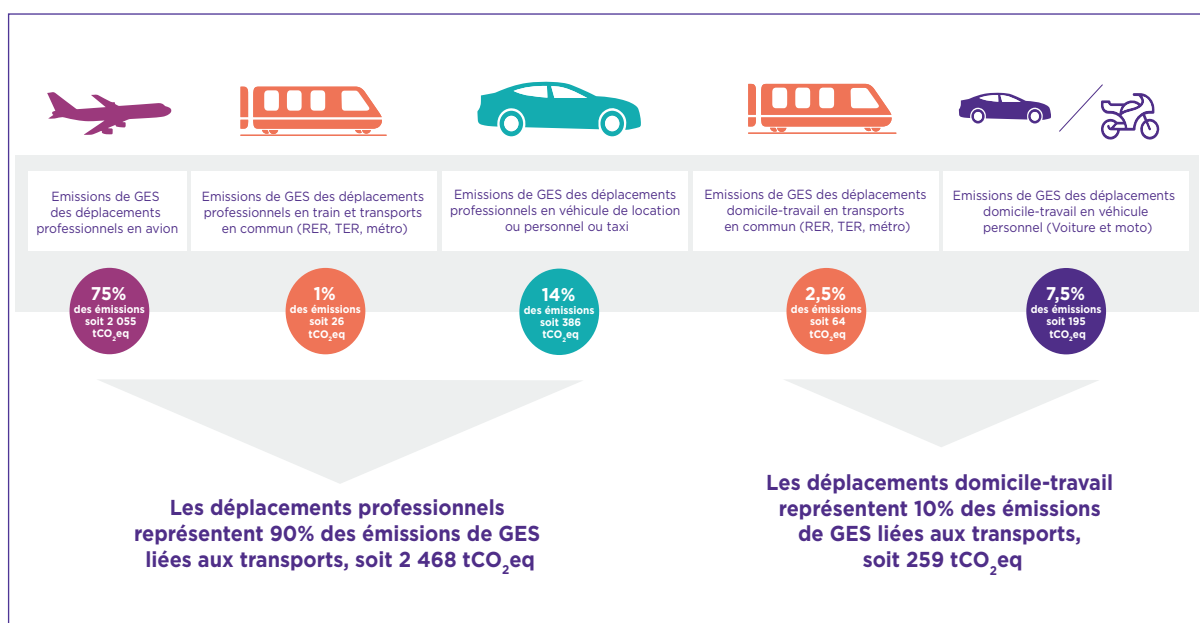 Emissions de GES
des déplacements
professionnels en avion
Emissions de GES des déplacements
professionnels en train et transports
en commun (RER, TER, métro)
Emissions de GES des déplacements
professionnels en véhicule de location
ou personnel ou taxi
Emissions de GES des déplacements
domicile-travail en transports
en commun (RER, TER, métro)
Emissions de GES des déplacements
domicile-travail en véhicule
personnel (Voiture et moto)
75%
des émissions
soit 2 055
tCO₂eq
1%
des émissions
soit 26
tCO₂eq
14%
des émissions
soit 386
tCO₂eq
2,5%
des émissions
soit 64
tCO₂eq
7,5%
des émissions
soit 195
tCO₂eq
Les déplacements professionnels
représentent 90% des émissions de GES
liées aux transports, soit 2 468 tCO₂eq
Les déplacements domicile-travail
représentent 10% des émissions
de GES liées aux transports,
soit 259 tCO₂eq